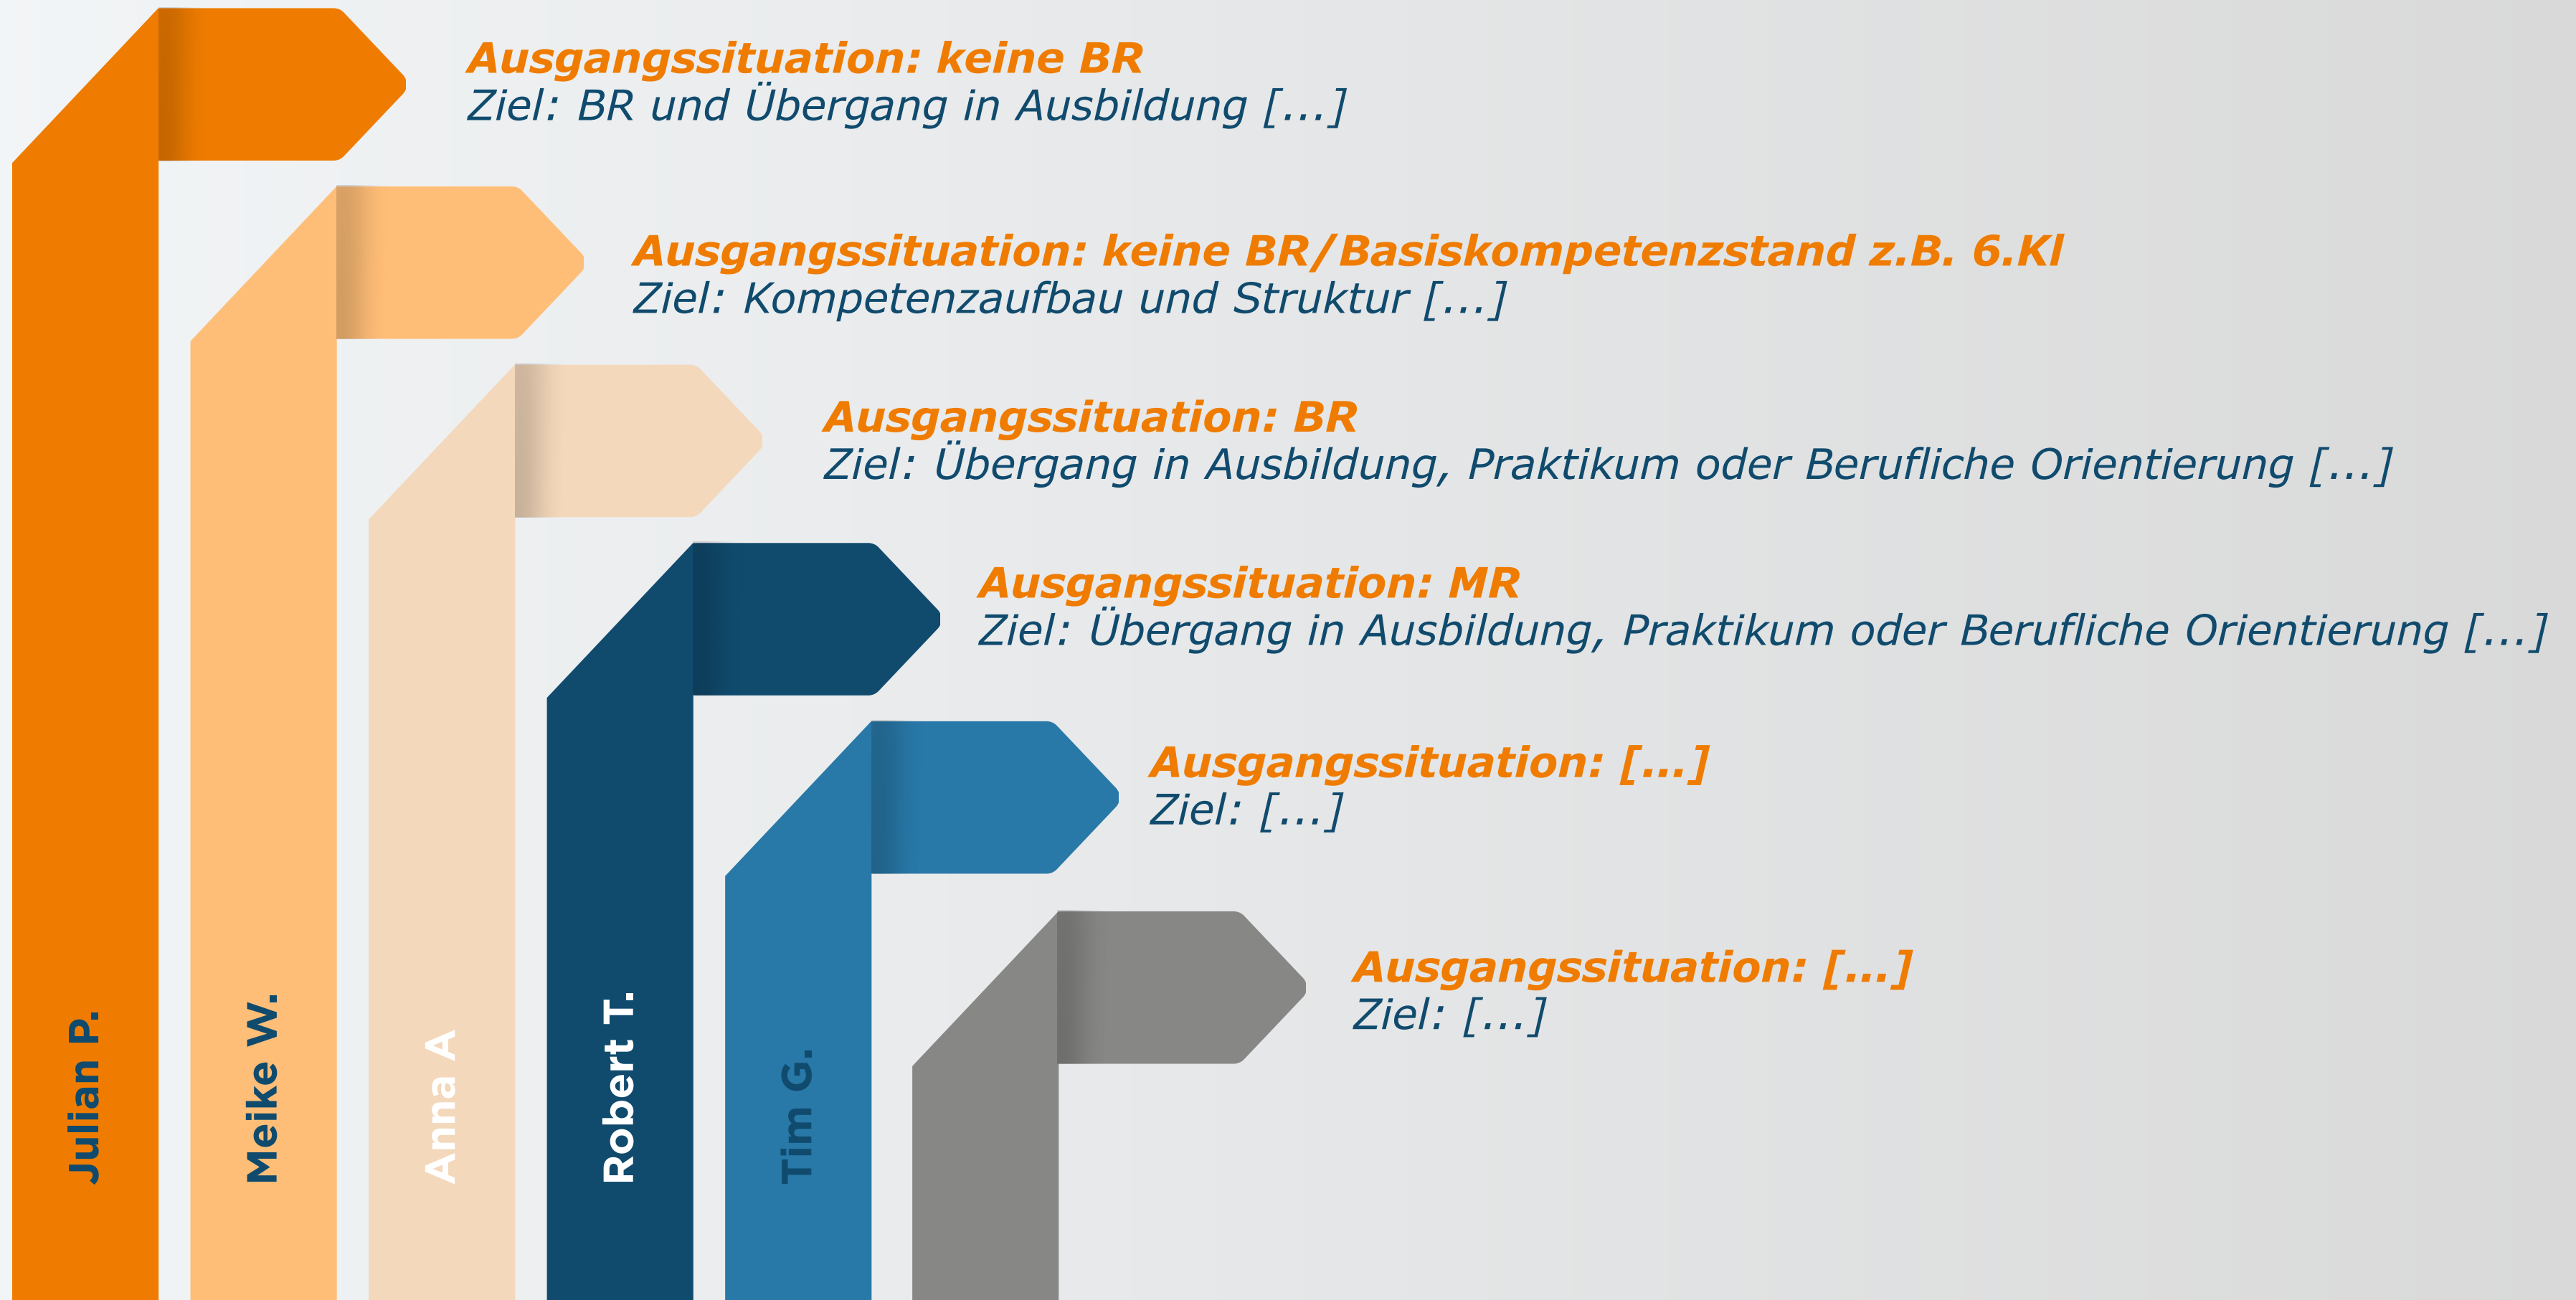 Ausgangssituation: keine BR
Ziel: BR und Übergang in Ausbildung [...]
Ausgangssituation: keine BR/Basiskompetenzstand z.B. 6.Kl
Ziel: Kompetenzaufbau und Struktur [...]
Ausgangssituation: BR
Ziel: Übergang in Ausbildung, Praktikum oder Berufliche Orientierung [...]
Ausgangssituation: MR
Ziel: Übergang in Ausbildung, Praktikum oder Berufliche Orientierung [...]
Ausgangssituation: [...]
Ziel: [...]
Ausgangssituation: [...]
Ziel: [...]
Julian P.
Meike W.
Anna A
Robert T.
Tim G.